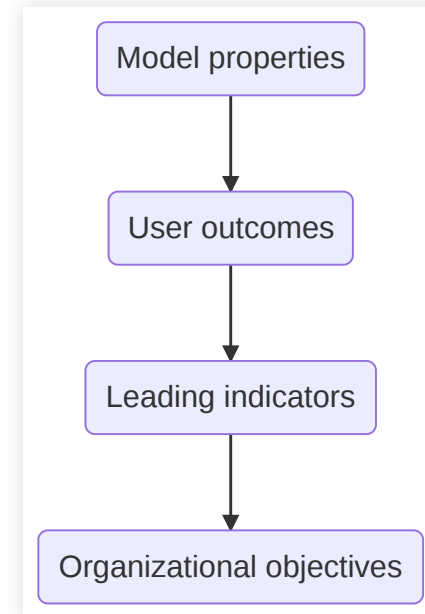 Model properties
User outcomes
Leading indicators
Organizational objectives